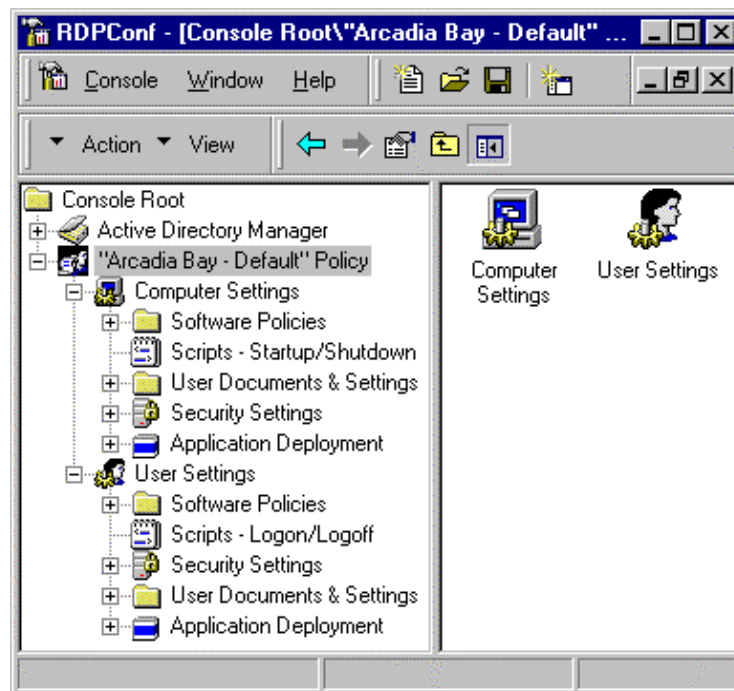 RDPConf - [Console Root\"Arcadia Bay - Default" ...
Console Window Help
Action View
Console Root
Active Directory Manager
"Arcadia Bay - Default" Policy
Computer Settings
Software Policies
Scripts - Startup/Shutdown
User Documents & Settings
Security Settings
Application Deployment
User Settings
Software Policies
Scripts - Logon/Logoff
Security Settings
User Documents & Settings
Application Deployment
Computer
Settings
User Settings